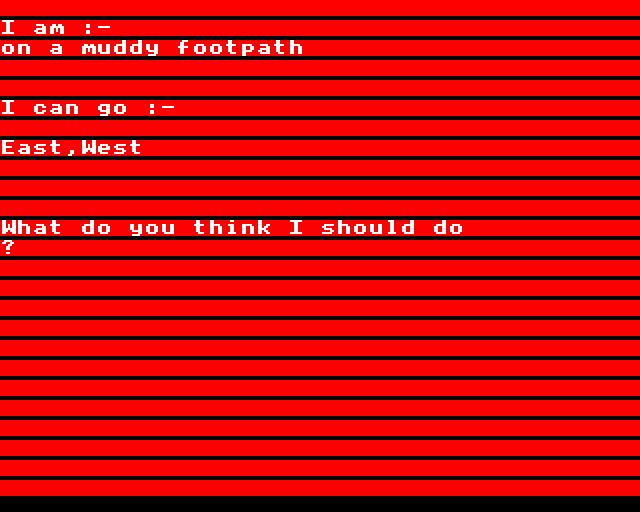 I am :-
on a muddy footpath
I can go :-
East,West
What do you think I should do
?